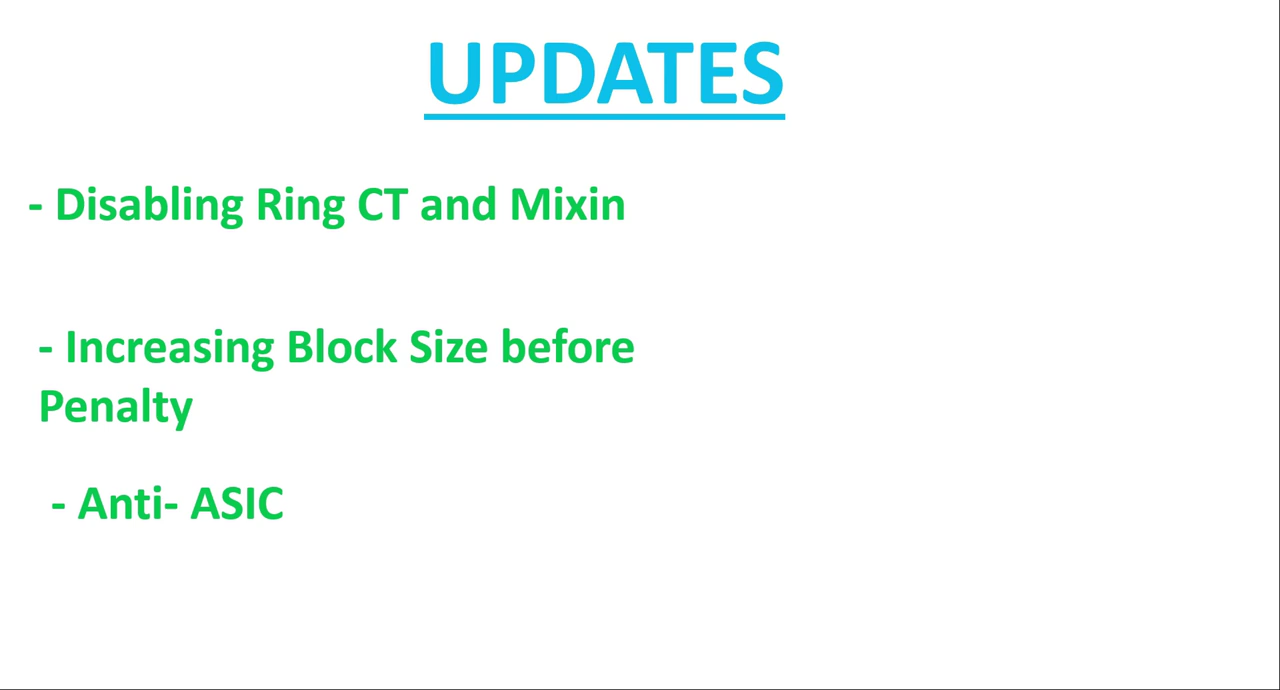 UPDATES
- Disabling Ring CT and Mixin
- Increasing Block Size before
Penalty
- Anti- ASIC